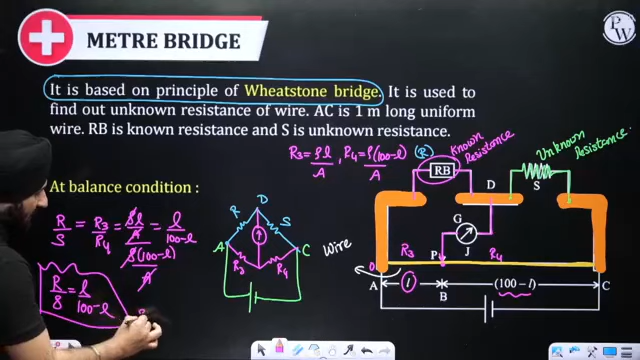 METRE BRIDGE
PW
It is based on principle of Wheatstone bridge. It is used to
find out unknown resistance of wire. AC is 1 m long uniform
wire. RB is known resistance and S is unknown resistance.
R3 = ρl/A , R4 = ρ(100-l)/A
(R)
Known Resistance
Unknown Resistance.
RB
S
D
At balance condition :
R/S = R3/R4 = (ρl/A)/(ρ(100-l)/A) = l/100-l
R/8 = l/100-l
D
R
S
A
C
R3
R4
Wire
G
J
P
R3
R4
0
l
(100 – l)
A
B
C